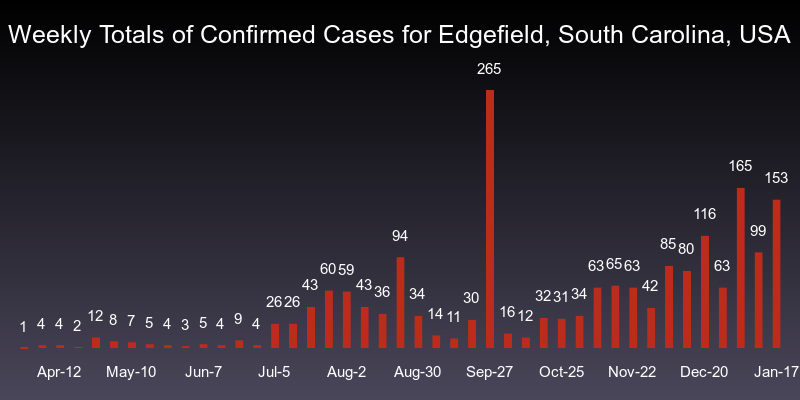 Weekly Totals of Confirmed Cases for Edgefield, South Carolina, USA
1 4 4 2 12 8 7 5 4 3 5 4 9 4 26 26 43 60 59 43 36 94 34 14 11 30 265 16 12 32 31 34 63 65 63 42 85 80 116 63 165 99 153
Apr-12 May-10 Jun-7 Jul-5 Aug-2 Aug-30 Sep-27 Oct-25 Nov-22 Dec-20 Jan-17